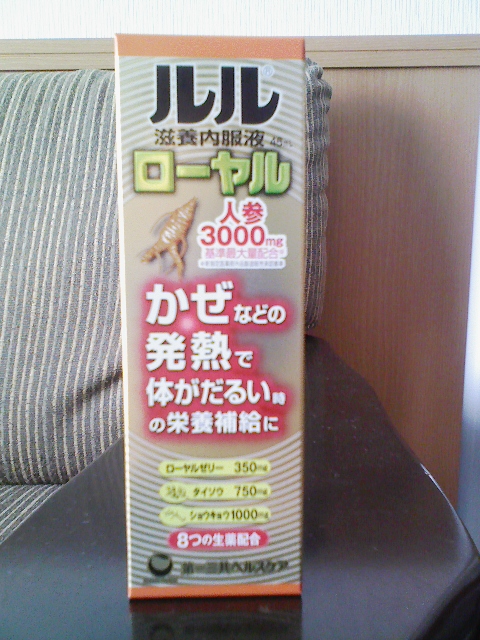 ルル®
滋養内服液 45mL
ローヤル
人参
3000mg
基準最大量配合
かぜなどの
発熱で
体がだるい時
の栄養補給に
ローヤルゼリー 350mg
タイソウ 750mg
ショウキョウ 1000mg
8つの生薬配合
第一三共ヘルスケア